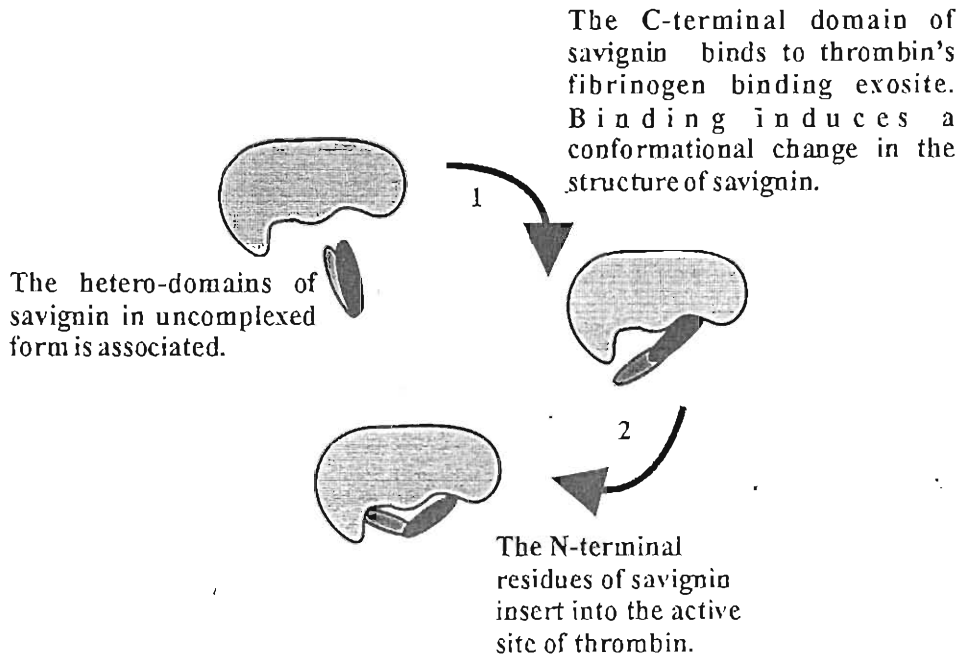 The C-terminal domain of
savignin binds to thrombin's
fibrinogen binding exosite.
Binding induces a
conformational change in the
structure of savignin.
1
The hetero-domains of
savignin in uncomplexed
form is associated.
2
The N-terminal
residues of savignin
insert into the active
site of thrombin.